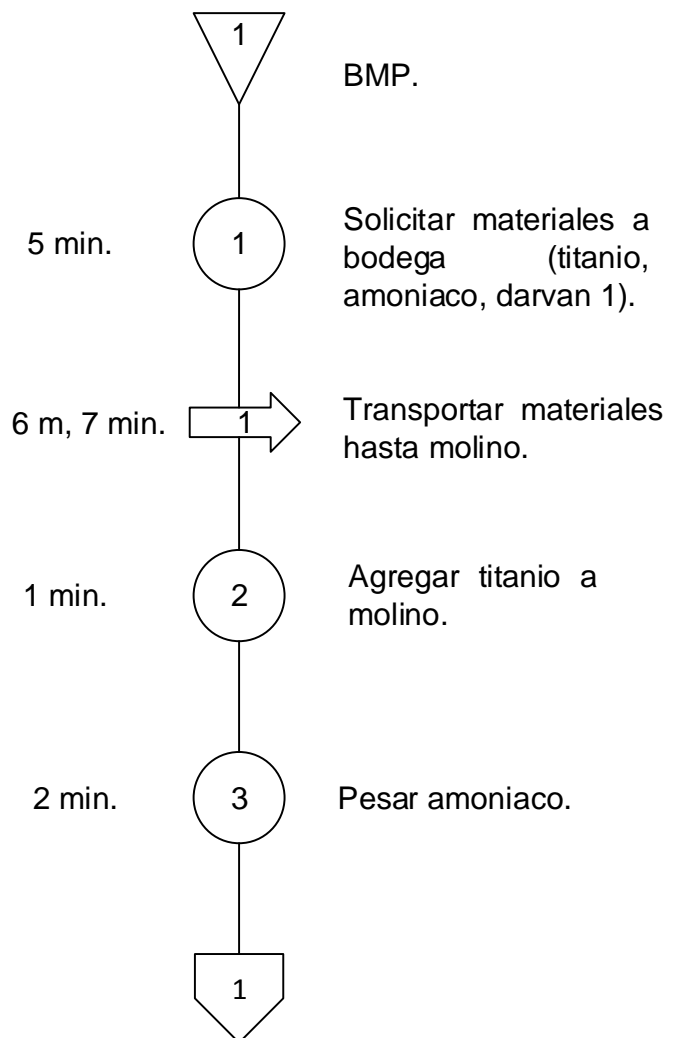 1
BMP.
5 min.
1
Solicitar materiales a
bodega (titanio,
amoniaco, darvan 1).
6 m, 7 min.
1
Transportar materiales
hasta molino.
1 min.
2
Agregar titanio a
molino.
2 min.
3
Pesar amoniaco.
1